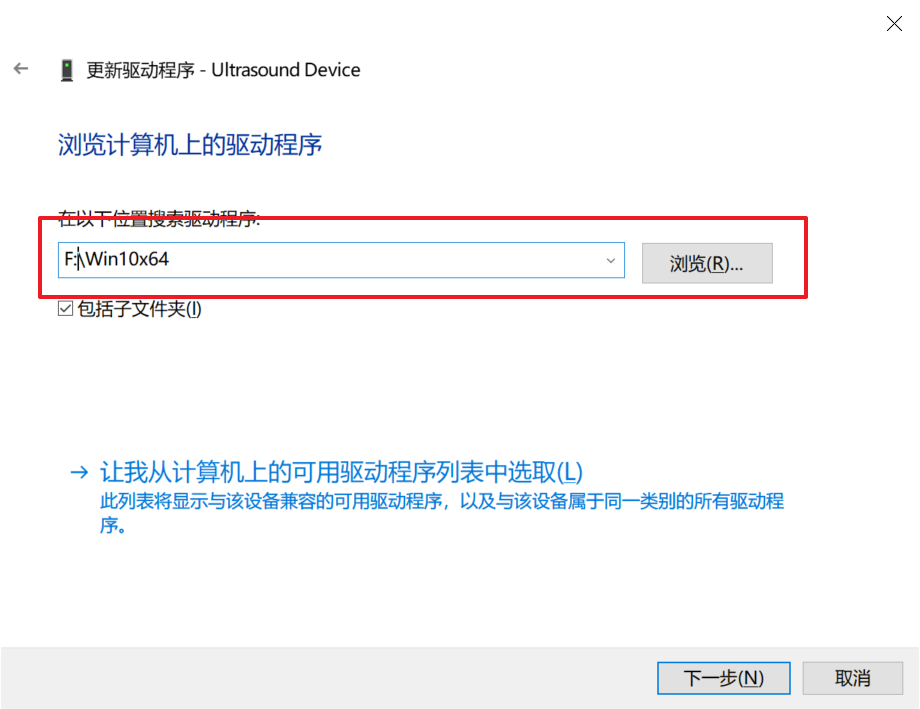 更新驱动程序 - Ultrasound Device
浏览计算机上的驱动程序
在以下位置搜索驱动程序:
F:\Win10x64
浏览(R)...
包括子文件夹(I)
让我从计算机上的可用驱动程序列表中选取(L)
此列表将显示与该设备兼容的可用驱动程序，以及与该设备属于同一类别的所有驱动程
序。
下一步(N)
取消